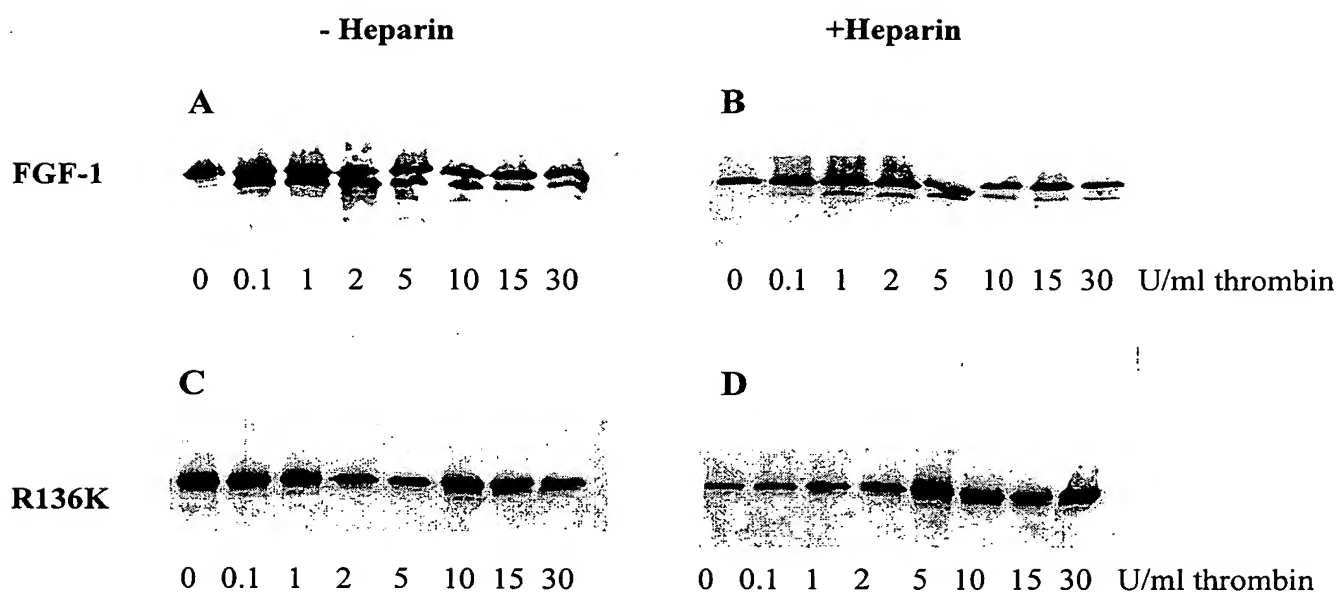 - Heparin +Heparin
A B
FGF-1
0 0.1 1 2 5 10 15 30 0 0.1 1 2 5 10 15 30 U/ml thrombin
C D
R136K
0 0.1 1 2 5 10 15 30 0 0.1 1 2 5 10 15 30 U/ml thrombin